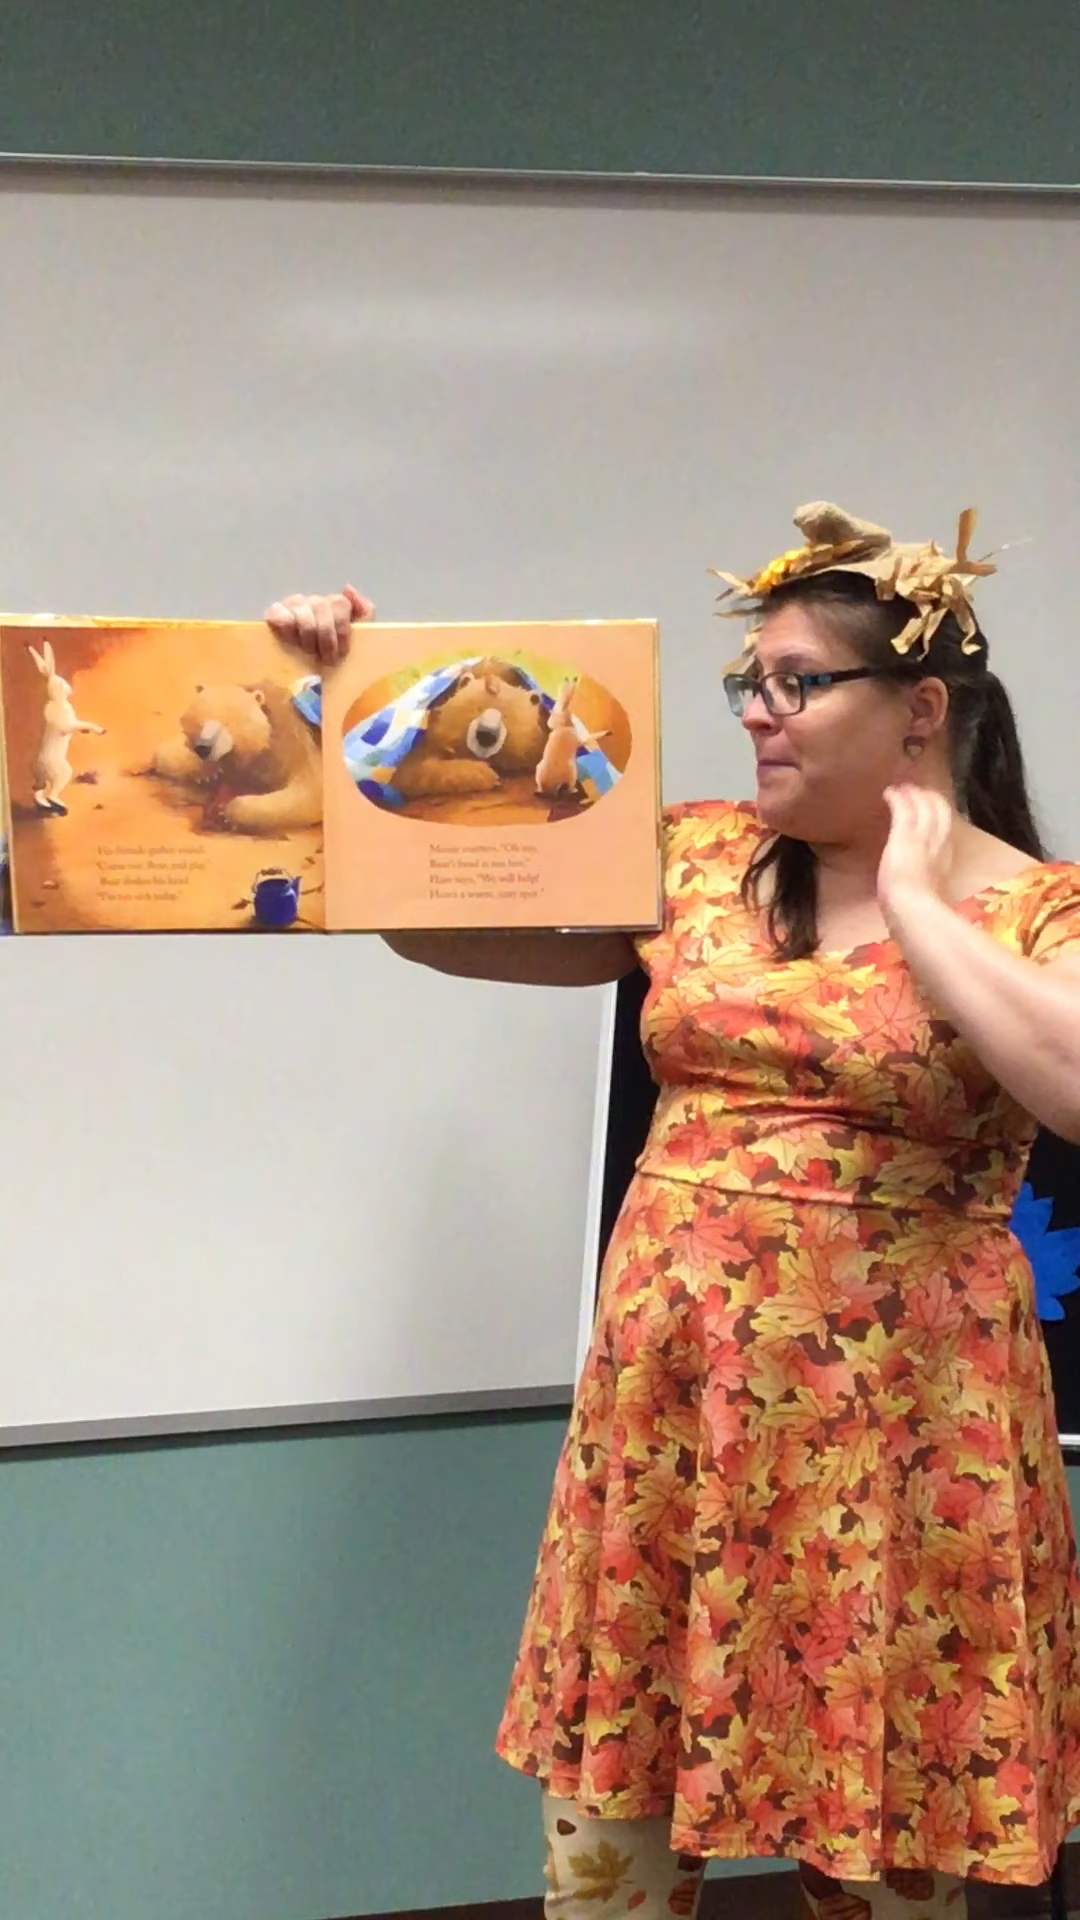 His friends gather round.
"Come out, Bear, and play."
Bear shakes his head.
"I'm too sick today."
Mouse mutters, "Oh my,
Bear's head is too hot."
Hare says, "We will help!
Here's a warm, cozy spot."